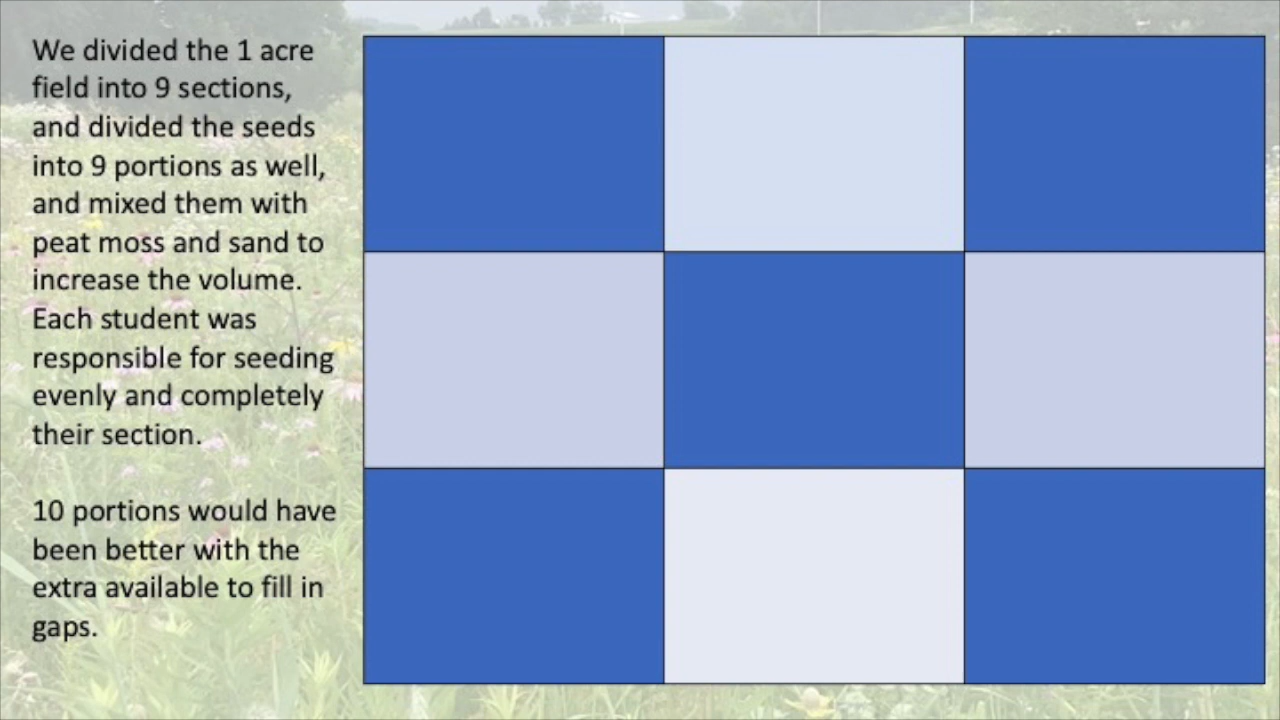 We divided the 1 acre
field into 9 sections,
and divided the seeds
into 9 portions as well,
and mixed them with
peat moss and sand to
increase the volume.
Each student was
responsible for seeding
evenly and completely
their section.
10 portions would have
been better with the
extra available to fill in
gaps.